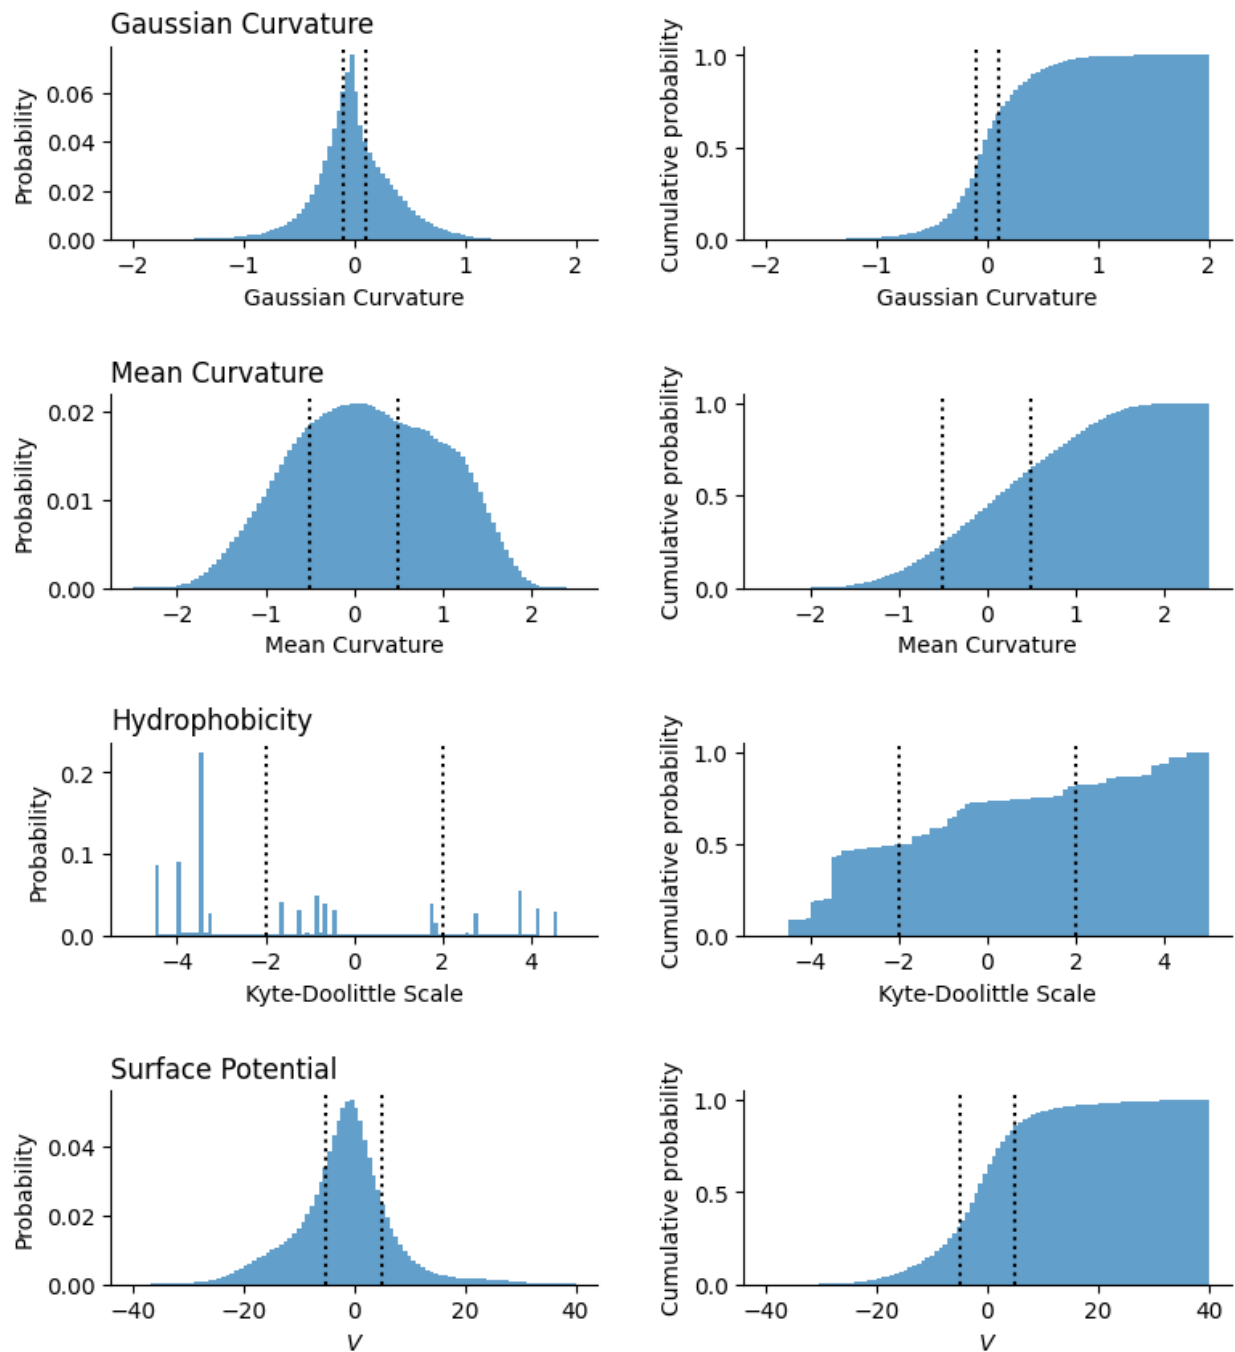 Gaussian Curvature
Probability
0.06
0.04
0.02
0.00
−2 −1 0 1 2
Gaussian Curvature
Cumulative probability
1.0
0.5
0.0
−2 −1 0 1 2
Gaussian Curvature
Mean Curvature
Probability
0.02
0.01
0.00
−2 −1 0 1 2
Mean Curvature
Cumulative probability
1.0
0.5
0.0
−2 −1 0 1 2
Mean Curvature
Hydrophobicity
Probability
0.2
0.1
0.0
−4 −2 0 2 4
Kyte-Doolittle Scale
Cumulative probability
1.0
0.5
0.0
−4 −2 0 2 4
Kyte-Doolittle Scale
Surface Potential
Probability
0.04
0.02
0.00
−40 −20 0 20 40
V
Cumulative probability
1.0
0.5
0.0
−40 −20 0 20 40
V